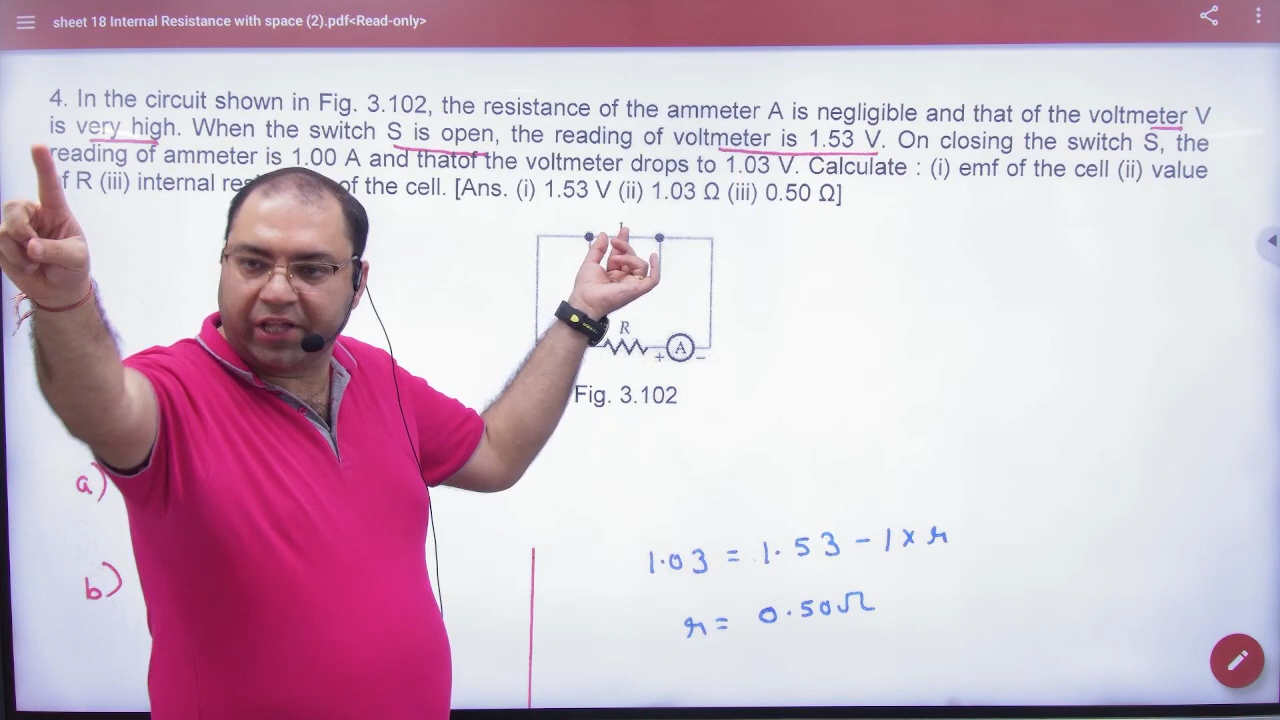 sheet 18 Internal Resistance with space (2).pdf<Read-only>
4. In the circuit shown in Fig. 3.102, the resistance of the ammeter A is negligible and that of the voltmeter V
is very high. When the switch S is open, the reading of voltmeter is 1.53 V. On closing the switch S, the
reading of ammeter is 1.00 A and thatof the voltmeter drops to 1.03 V. Calculate : (i) emf of the cell (ii) value
of R (iii) internal of the cell. [Ans. (i) 1.53 V (ii) 1.03 Ω (iii) 0.50 Ω]
R
A
+ −
Fig. 3.102
a)
1.03 = 1.53 - 1 x r
b)
r = 0.50Ω